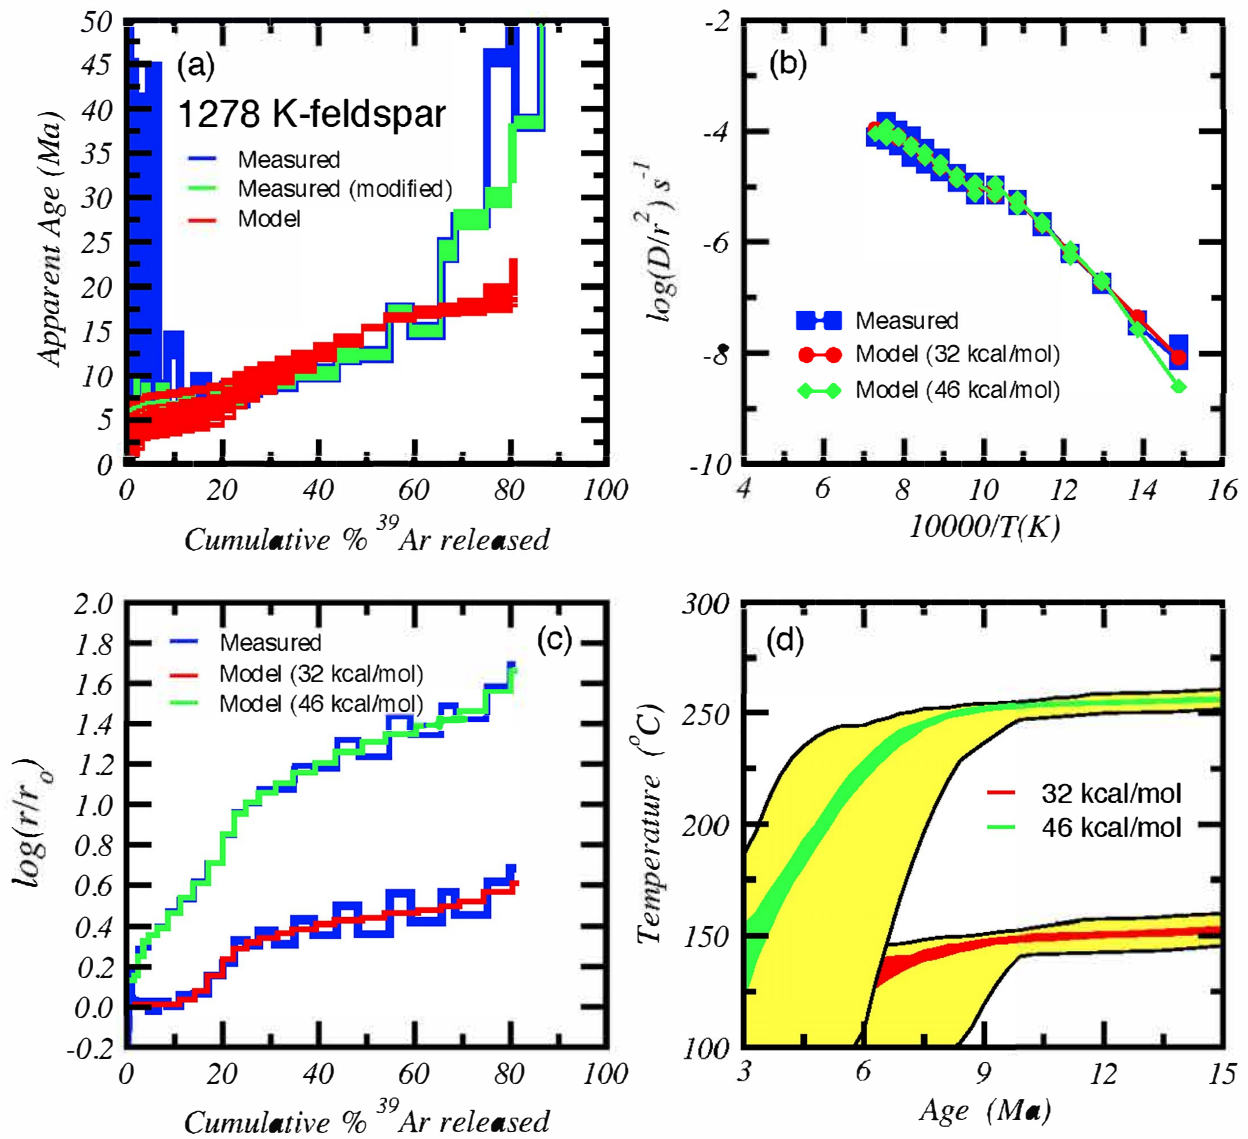 (a)
1278 K-feldspar
Measured
Measured (modified)
Model
Apparent Age (Ma)
50
45
40
35
30
25
20
15
10
5
0
0 20 40 60 80 100
Cumulative % ³⁹Ar released
(b)
Measured
Model (32 kcal/mol)
Model (46 kcal/mol)
log(D/r²) s⁻¹
-2
-4
-6
-8
-10
4 6 8 10 12 14 16
10000/T(K)
(c)
Measured
Model (32 kcal/mol)
Model (46 kcal/mol)
log(r/rₒ)
2.0
1.8
1.6
1.4
1.2
1.0
0.8
0.6
0.4
0.2
0.0
-0.2
0 20 40 60 80 100
Cumulative % ³⁹Ar released
(d)
32 kcal/mol
46 kcal/mol
Temperature (°C)
300
250
200
150
100
3 6 9 12 15
Age (Ma)